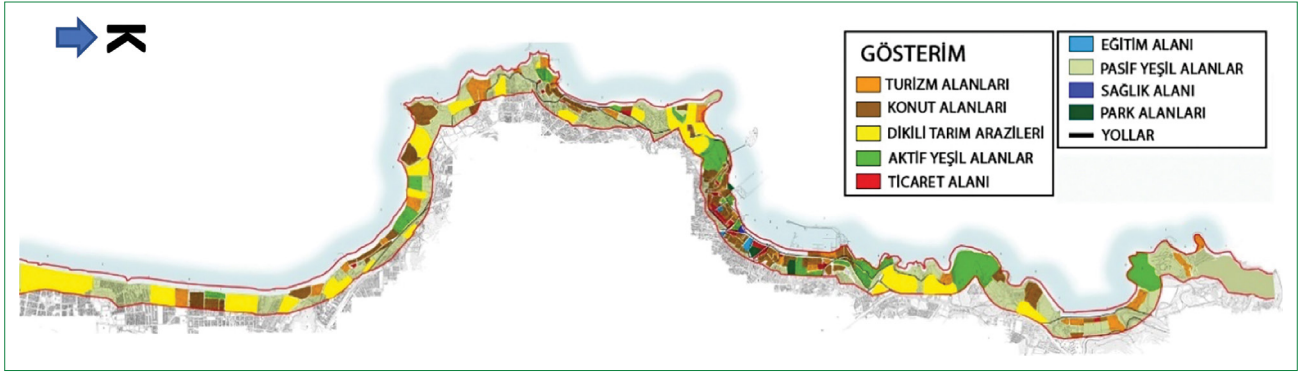 K
GÖSTERİM
TURİZM ALANLARI
KONUT ALANLARI
DİKİLİ TARIM ARAZİLERİ
AKTİF YEŞİL ALANLAR
TİCARET ALANI
EĞİTİM ALANI
PASİF YEŞİL ALANLAR
SAĞLIK ALANI
PARK ALANLARI
YOLLAR